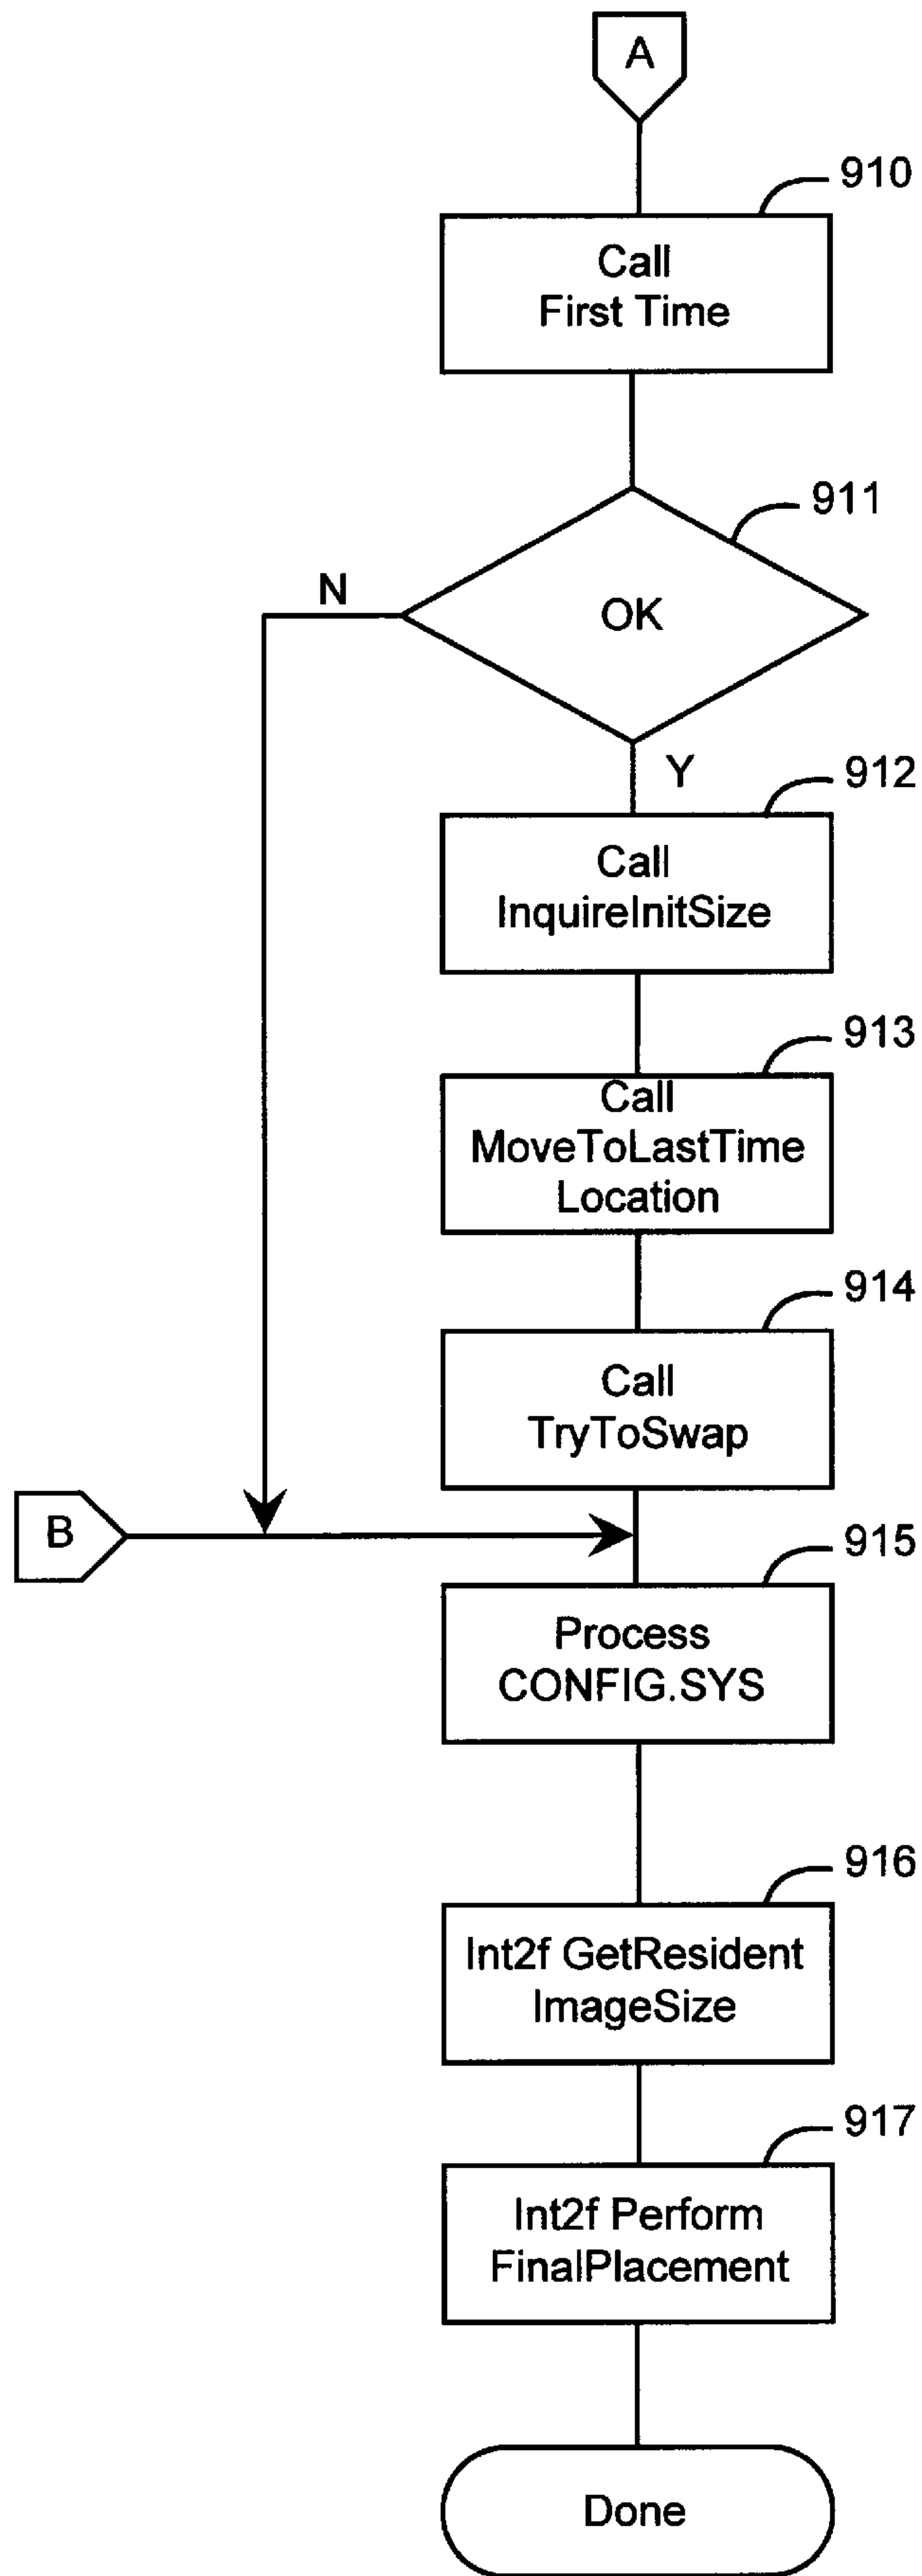 A
910
Call
First Time
911
N
OK
Y
912
Call
InquireInitSize
913
Call
MoveToLastTime
Location
914
Call
TryToSwap
B
915
Process
CONFIG.SYS
916
Int2f GetResident
ImageSize
917
Int2f Perform
FinalPlacement
Done